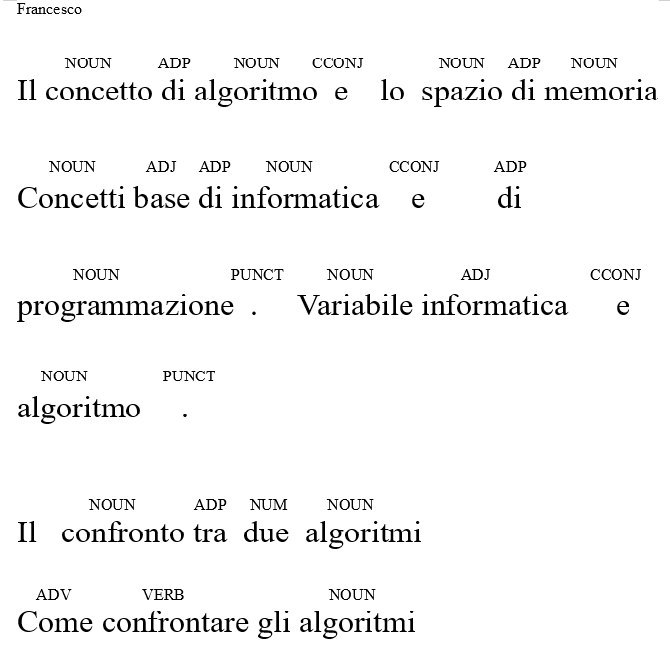 Francesco
NOUN ADP NOUN CCONJ NOUN ADP NOUN
Il concetto di algoritmo e lo spazio di memoria
NOUN ADJ ADP NOUN CCONJ ADP
Concetti base di informatica e di
NOUN PUNCT NOUN ADJ CCONJ
programmazione . Variabile informatica e
NOUN PUNCT
algoritmo .
NOUN ADP NUM NOUN
Il confronto tra due algoritmi
ADV VERB NOUN
Come confrontare gli algoritmi